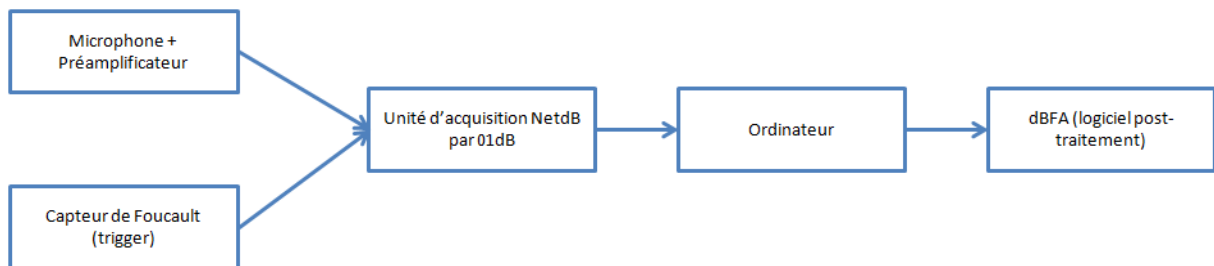 Microphone +
Préamplificateur
Capteur de Foucault
(trigger)
Unité d'acquisition NetdB
par 01dB
Ordinateur
dBFA (logiciel post-
traitement)